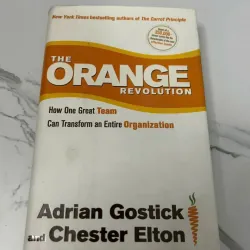 New York Times bestselling authors of The Carrot Principle
THE
ORANGE
REVOLUTION
How One Great Team
Can Transform an Entire Organization
Adrian Gostick
and Chester Elton